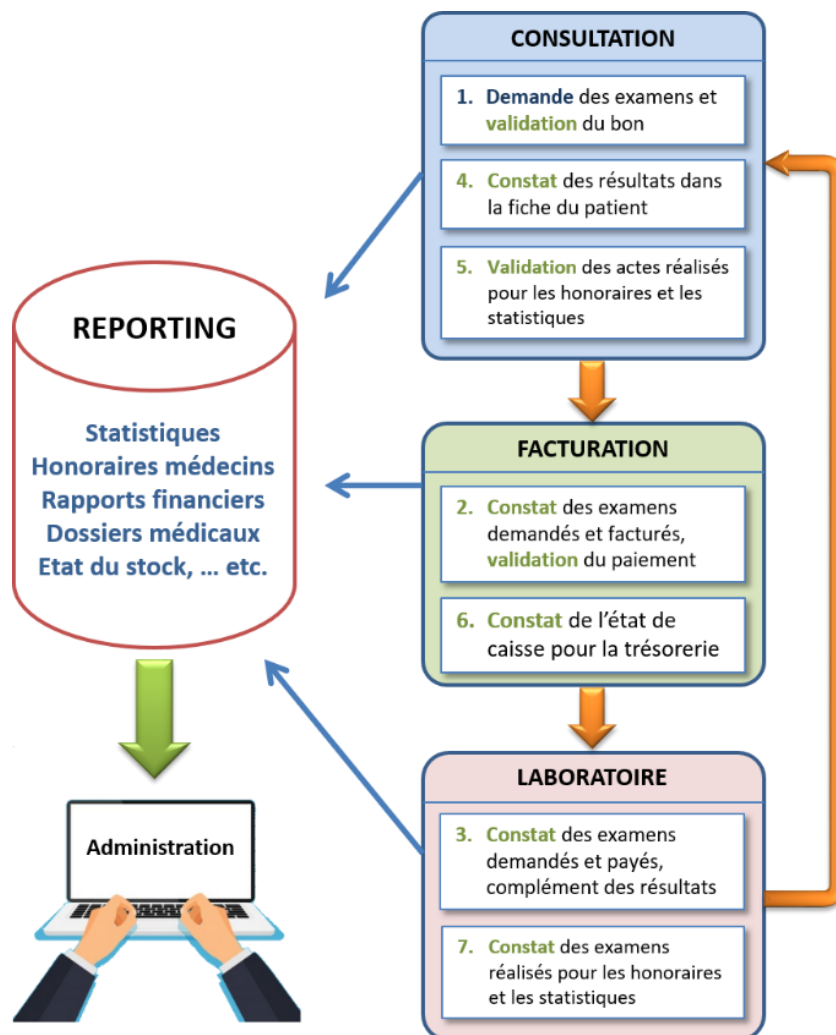 CONSULTATION
1. Demande des examens et
validation du bon
4. Constat des résultats dans
la fiche du patient
5. Validation des actes réalisés
pour les honoraires et les
statistiques
REPORTING
Statistiques
Honoraires médecins
Rapports financiers
Dossiers médicaux
Etat du stock, ... etc.
FACTURATION
2. Constat des examens
demandés et facturés,
validation du paiement
6. Constat de l'état de
caisse pour la trésorerie
LABORATOIRE
3. Constat des examens
demandés et payés,
complément des résultats
7. Constat des examens
réalisés pour les honoraires
et les statistiques
Administration